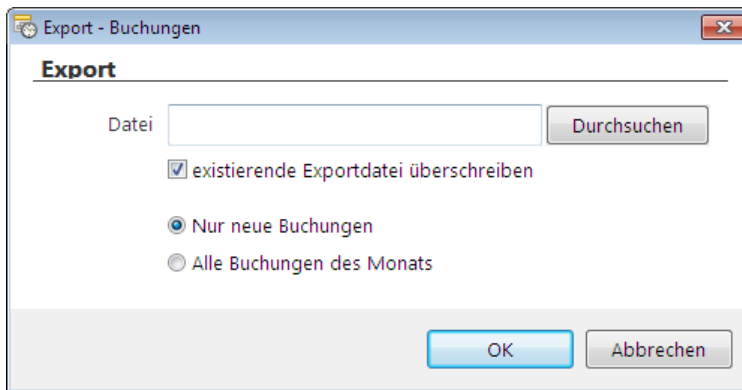 Export - Buchungen
Export
Datei
Durchsuchen
existierende Exportdatei überschreiben
Nur neue Buchungen
Alle Buchungen des Monats
OK
Abbrechen